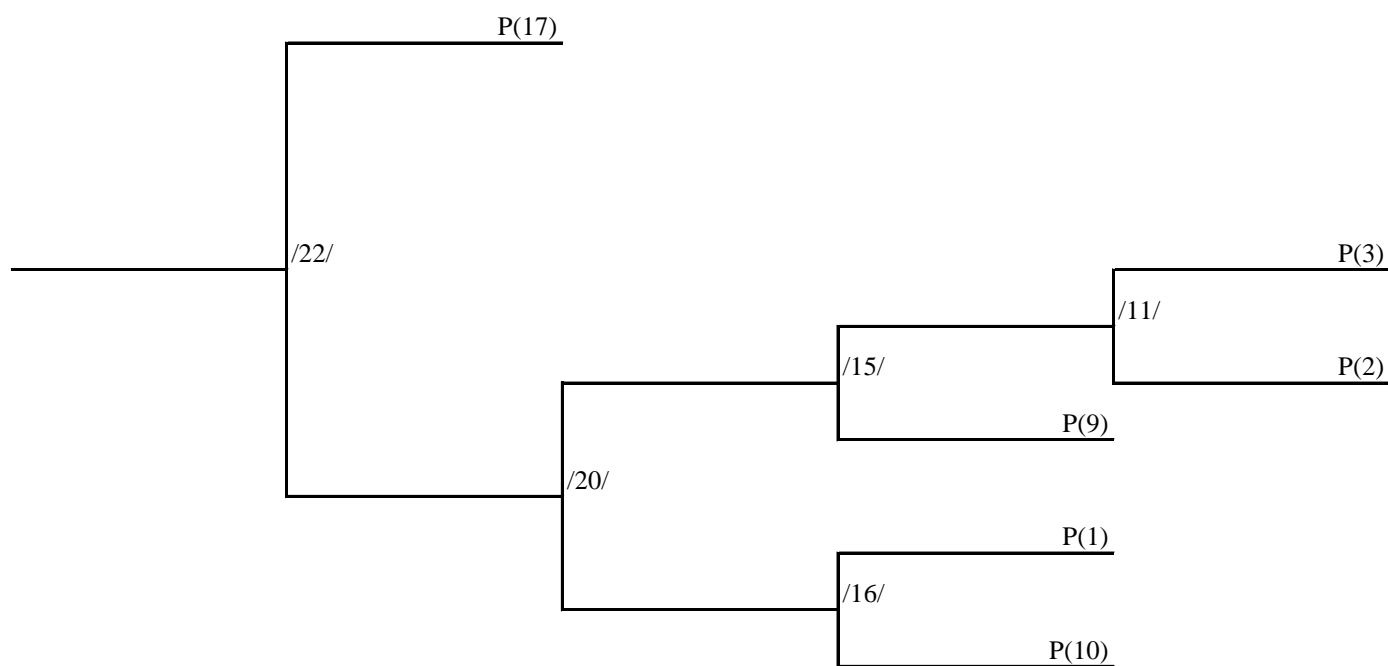 P(17)
/22/
P(3)
/11/
/15/
P(2)
P(9)
/20/
P(1)
/16/
P(10)